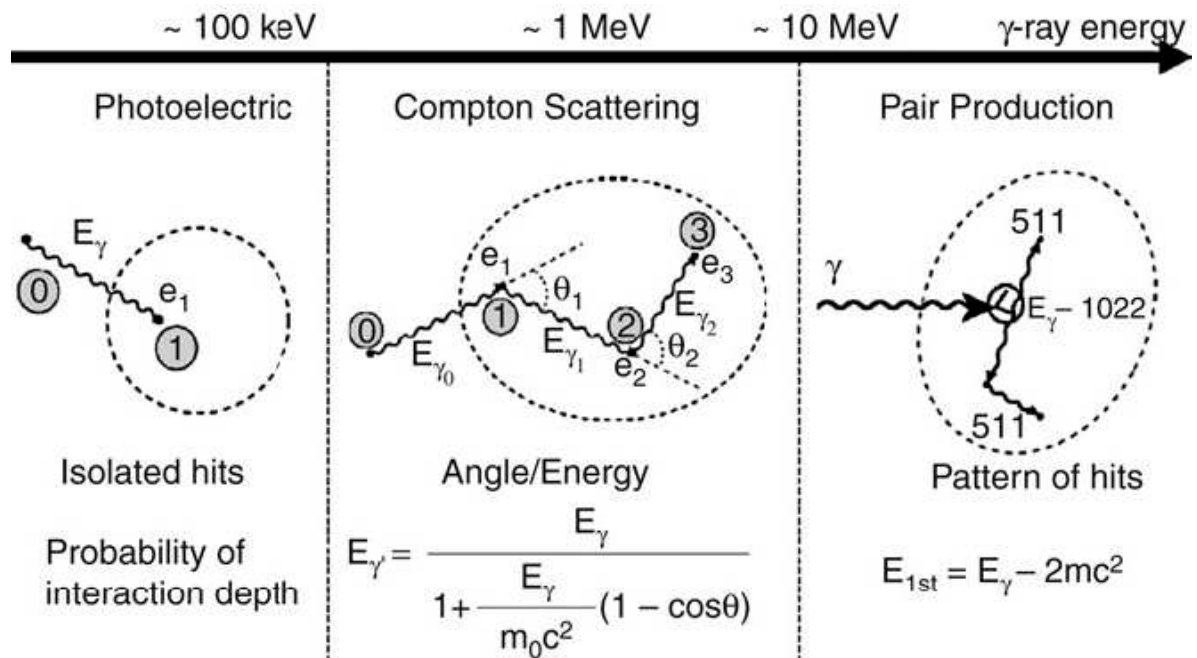 ~ 100 keV ~ 1 MeV ~ 10 MeV γ-ray energy
Photoelectric
Eγ
0
e1
1
Isolated hits
Probability of
interaction depth
Compton Scattering
0
Eγ0
e1
1
θ1
Eγ1
2
e2
θ2
Eγ2
3
e3
Angle/Energy
Eγ' = Eγ / (1 + Eγ/m0c² (1 – cosθ))
Pair Production
γ
511
Eγ – 1022
511
Pattern of hits
E1st = Eγ – 2mc²